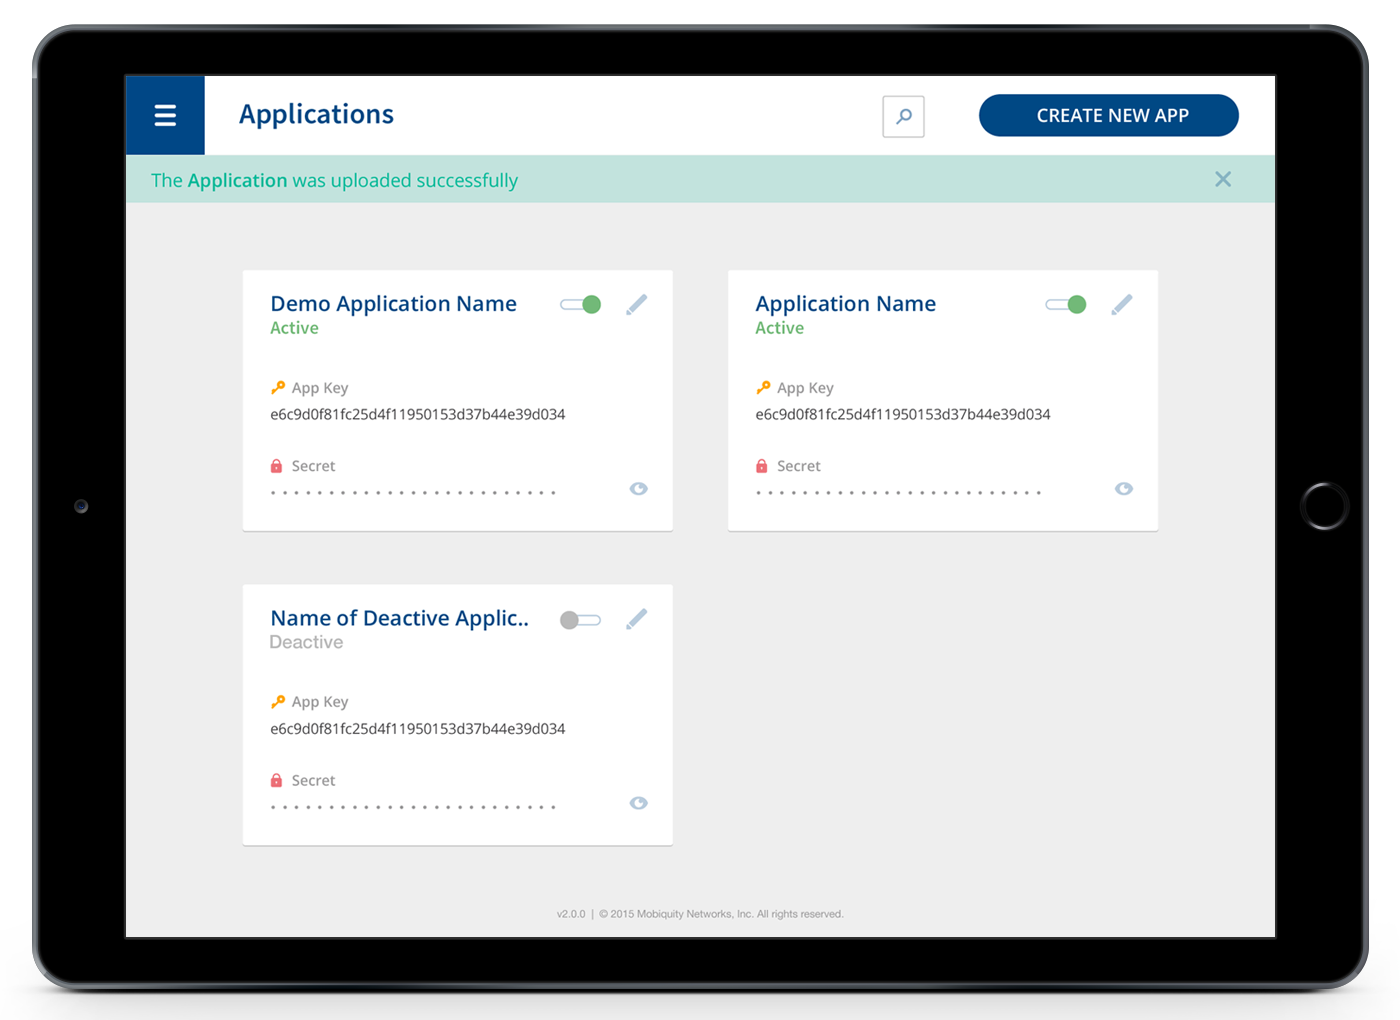 Applications
CREATE NEW APP
The Application was uploaded successfully
Demo Application Name
Active
App Key
e6c9d0f81fc25d4f11950153d37b44e39d034
Secret
Application Name
Active
App Key
e6c9d0f81fc25d4f11950153d37b44e39d034
Secret
Name of Deactive Applic..
Deactive
App Key
e6c9d0f81fc25d4f11950153d37b44e39d034
Secret
v2.0.0 | © 2015 Mobiquity Networks, Inc. All rights reserved.